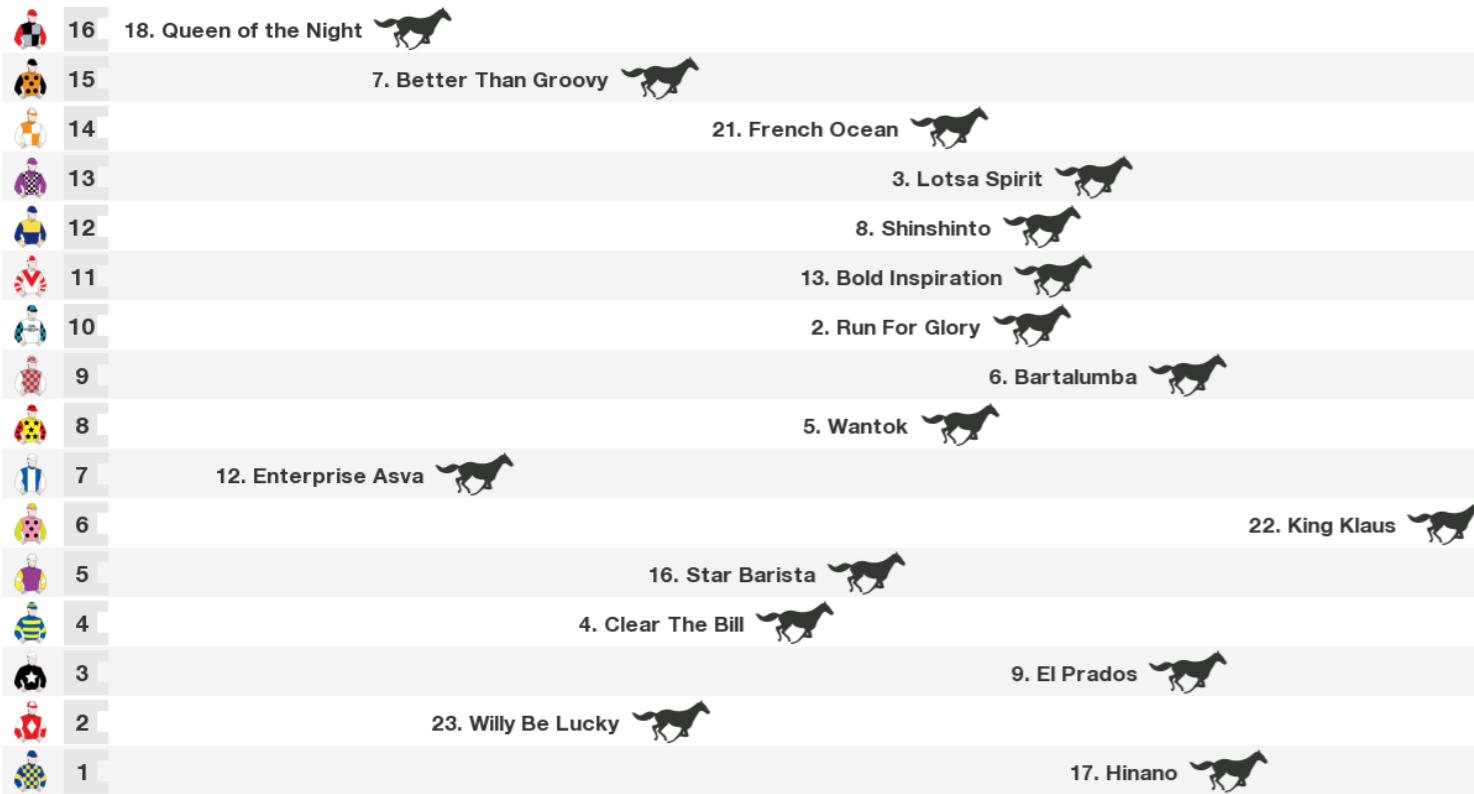 16 18. Queen of the Night
15 7. Better Than Groovy
14 21. French Ocean
13 3. Lotsa Spirit
12 8. Shinshinto
11 13. Bold Inspiration
10 2. Run For Glory
9 6. Bartalumba
8 5. Wantok
7 12. Enterprise Asva
6 22. King Klaus
5 16. Star Barista
4 4. Clear The Bill
3 9. El Prados
2 23. Willy Be Lucky
1 17. Hinano